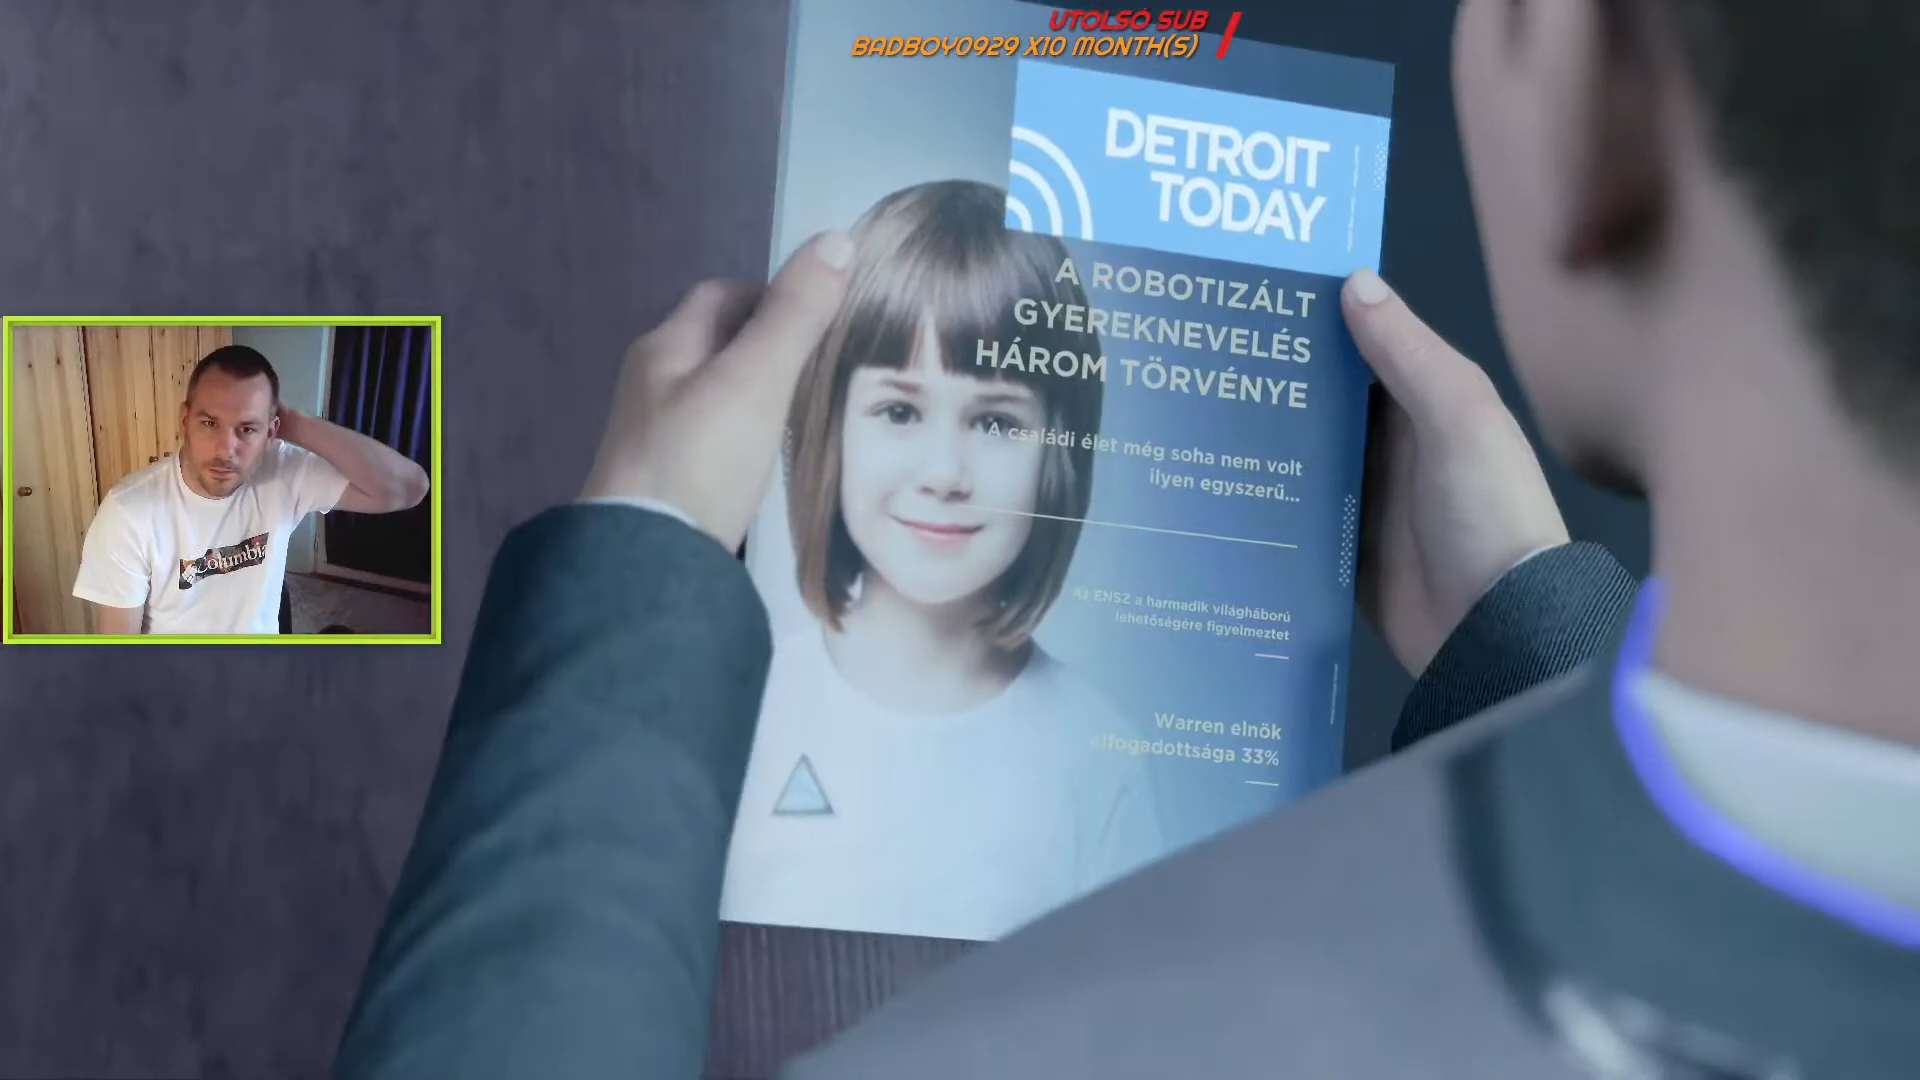 UTOLSÓ SUB
BADBOY0929 X10 MONTH(S)
DETROIT
TODAY
A ROBOTIZÁLT
GYEREKNEVELÉS
HÁROM TÖRVÉNYE
A családi élet még soha nem volt
ilyen egyszerű...
Az ENSZ a harmadik világháború
lehetőségére figyelmeztet
Warren elnök
elfogadottsága 33%
Columbia